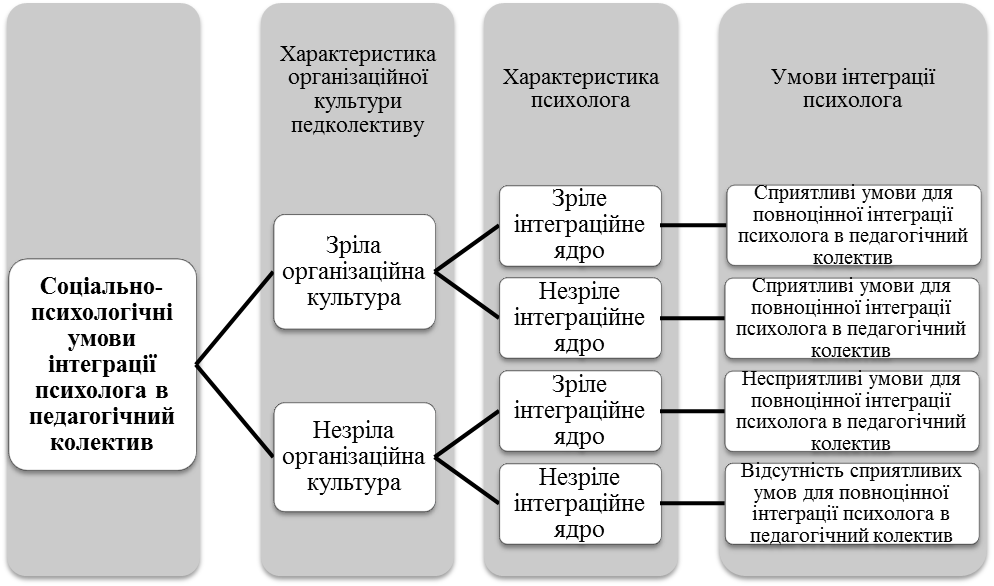 Характеристика
організаційної
культури
педколективу
Характеристика
психолога
Умови інтеграції
психолога
Соціально-
психологічні
умови
інтеграції
психолога в
педагогічний
колектив
Зріла
організаційна
культура
Незріла
організаційна
культура
Зріле
інтеграційне
ядро
Незріле
інтеграційне
ядро
Зріле
інтеграційне
ядро
Незріле
інтеграційне
ядро
Сприятливі умови для
повноцінної інтеграції
психолога в педагогічний
колектив
Сприятливі умови для
повноцінної інтеграції
психолога в педагогічний
колектив
Несприятливі умови для
повноцінної інтеграції
психолога в педагогічний
колектив
Відсутність сприятливих
умов для повноцінної
інтеграції психолога в
педагогічний колектив